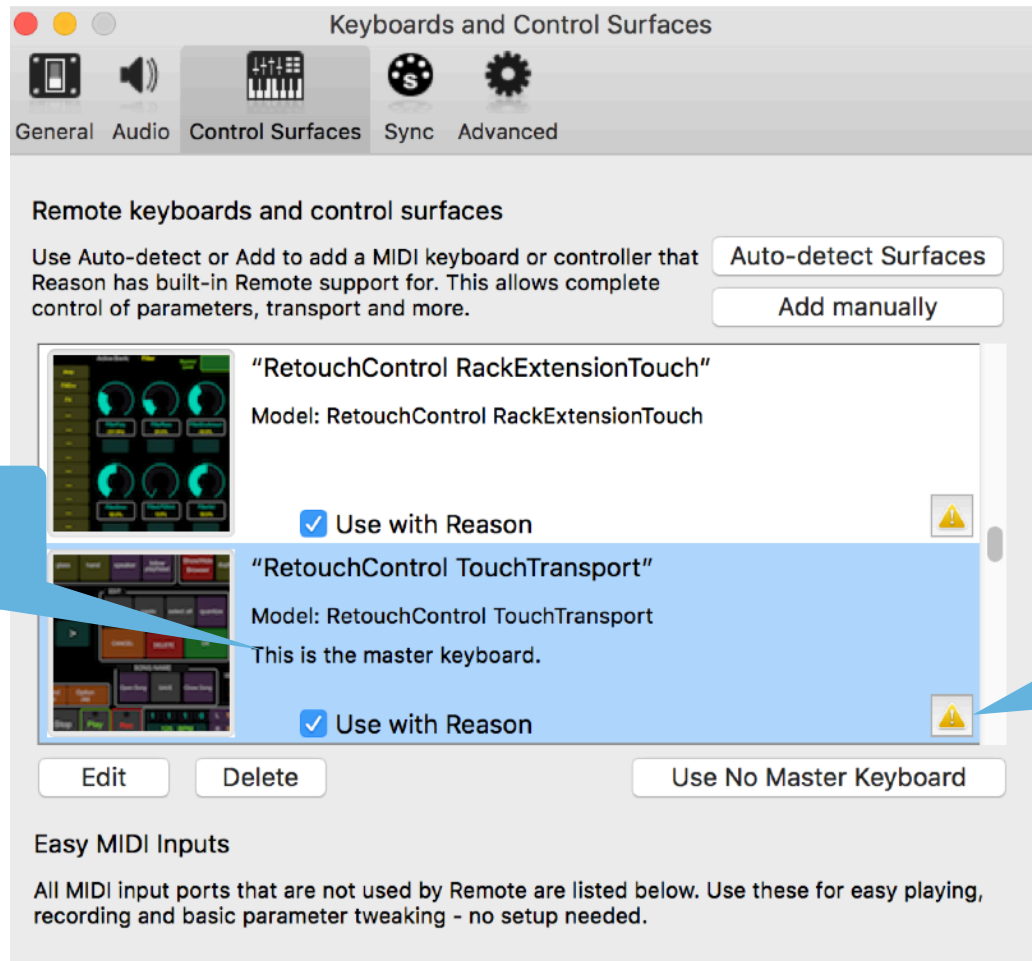 Keyboards and Control Surfaces
General Audio Control Surfaces Sync Advanced
Remote keyboards and control surfaces
Use Auto-detect or Add to add a MIDI keyboard or controller that
Reason has built-in Remote support for. This allows complete
control of parameters, transport and more.
Auto-detect Surfaces
Add manually
“RetouchControl RackExtensionTouch”
Model: RetouchControl RackExtensionTouch
Use with Reason
“RetouchControl TouchTransport”
Model: RetouchControl TouchTransport
This is the master keyboard.
Use with Reason
Edit Delete Use No Master Keyboard
Easy MIDI Inputs
All MIDI input ports that are not used by Remote are listed below. Use these for easy playing,
recording and basic parameter tweaking - no setup needed.